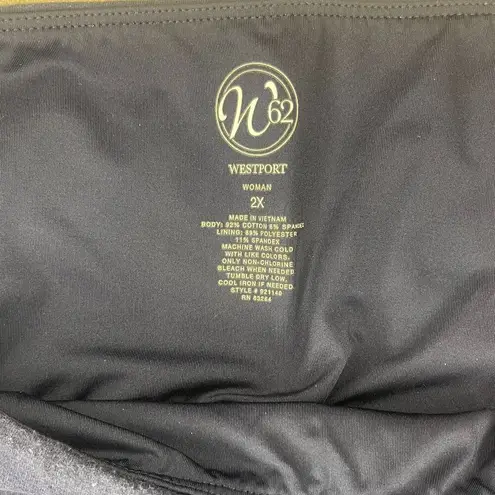 W 62
WESTPORT
WOMAN
2X
MADE IN VIETNAM
BODY: 92% COTTON 8% SPANDEX
LINING: 89% POLYESTER
11% SPANDEX
MACHINE WASH COLD
WITH LIKE COLORS.
ONLY NON-CHLORINE
BLEACH WHEN NEEDED
TUMBLE DRY LOW.
COOL IRON IF NEEDED
STYLE # 921140
RN 83284